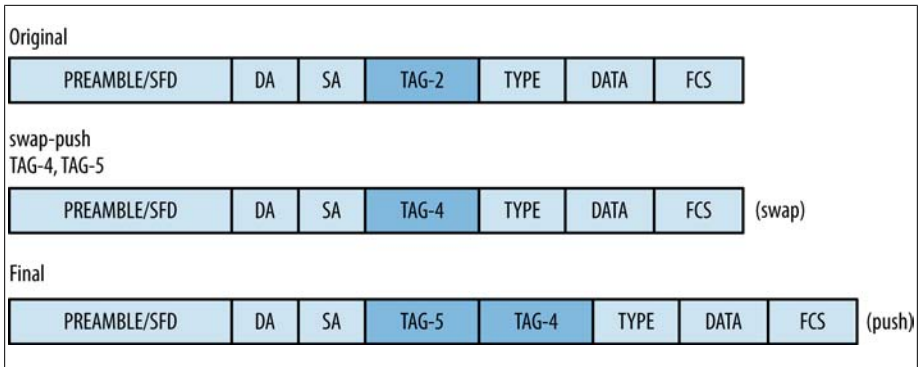 Original
PREAMBLE/SFD DA SA TAG-2 TYPE DATA FCS
swap-push
TAG-4, TAG-5
PREAMBLE/SFD DA SA TAG-4 TYPE DATA FCS (swap)
Final
PREAMBLE/SFD DA SA TAG-5 TAG-4 TYPE DATA FCS (push)